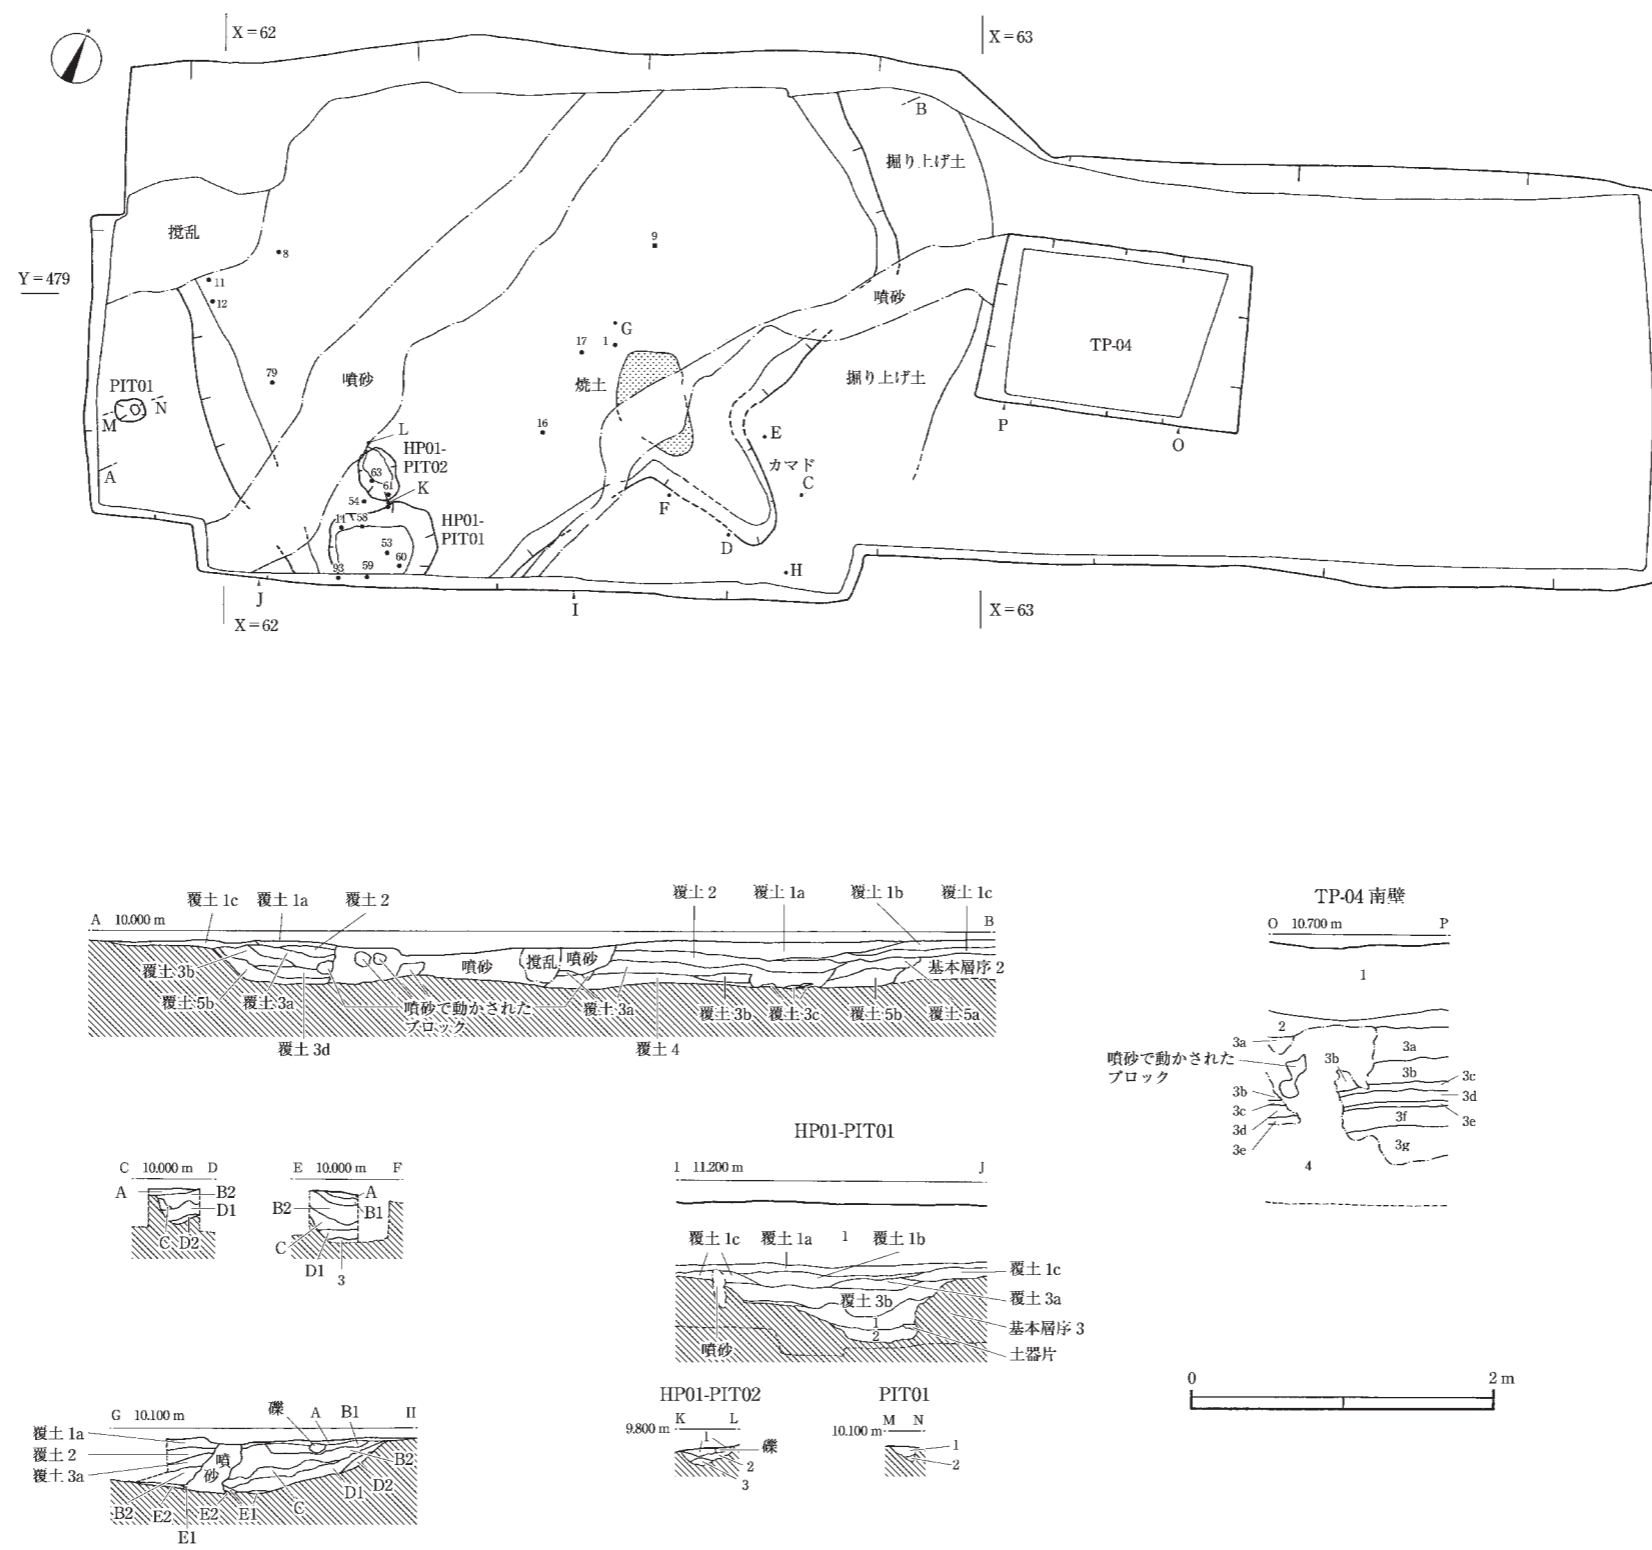 X = 62
X = 63
B
掘り上げ土
撹乱
8
9
Y = 479
11
12
噴砂
G
17
1
TP-04
PIT01
79
噴砂
焼土
掘り上げ土
N
M
L
16
E
P
O
HP01-
PIT02
カマド
A
63
61
K
C
54
F
14
58
HP01-
PIT01
53
D
60
93
59
H
J
I
X = 62
X = 63
覆土 1c
覆土 1a
覆土 2
覆土 2
覆土 1a
覆土 1b
覆土 1c
A 10.000 m
B
覆土 3b
噴砂
撹乱
噴砂
基本層序 2
覆土 5b
覆土 3a
噴砂で動かされた
ブロック
覆土 3a
覆土 3b
覆土 3c
覆土 5b
覆土 5a
覆土 3d
覆土 4
TP-04 南壁
O 10.700 m P
1
2
3a
3a
噴砂で動かされた
ブロック
3b
3b
3c
3b
3d
3c
3f
3e
3d
3g
3e
4
C 10.000 m D
A
B2
D1
C
D2
E 10.000 m F
A
B2
B1
C
D1
3
HP01-PIT01
I 11.200 m J
覆土 1c
覆土 1a
1
覆土 1b
覆土 1c
覆土 3a
覆土 3b
1
2
基本層序 3
噴砂
土器片
0 2 m
G 10.100 m H
礫
A
B1
覆土 1a
覆土 2
覆土 3a
噴
砂
B2
D2
D1
C
B2
E2
E2
E1
E1
HP01-PIT02
K L
9.800 m
1
礫
2
3
PIT01
M N
10.100 m
1
2